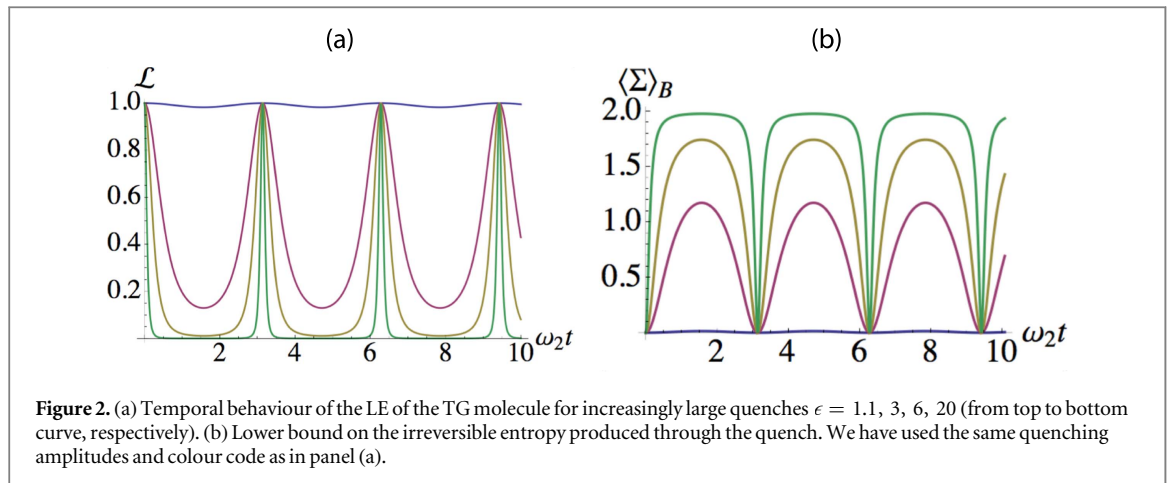 (a)
(b)
ℒ
1.0
0.8
0.6
0.4
0.2
2
4
6
8
10
ω₂t
⟨Σ⟩_B
2.0
1.5
1.0
0.5
2
4
6
8
10
ω₂t
Figure 2. (a) Temporal behaviour of the LE of the TG molecule for increasingly large quenches ϵ = 1.1, 3, 6, 20 (from top to bottom
curve, respectively). (b) Lower bound on the irreversible entropy produced through the quench. We have used the same quenching
amplitudes and colour code as in panel (a).